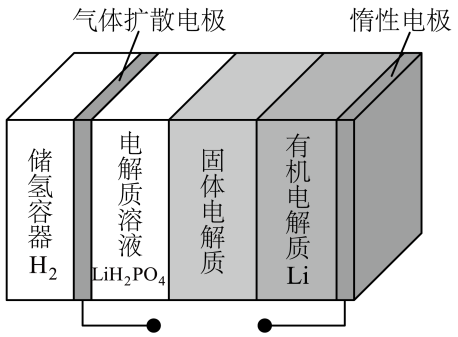 气体扩散电极
惰性电极
储氢容器
H₂
电解质溶液
LiH₂PO₄
固体电解质
有机电解质
Li